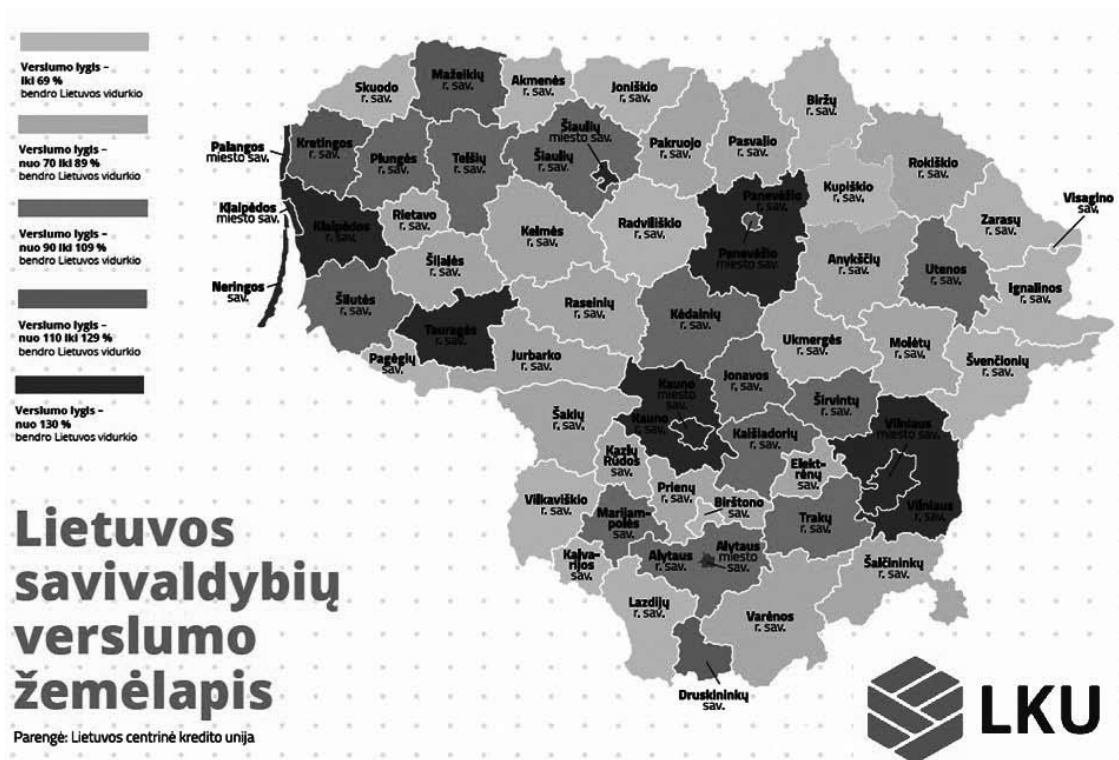 Verslumo lygis –
iki 69 %
bendro Lietuvos vidurkio
Verslumo lygis –
nuo 70 iki 89 %
bendro Lietuvos vidurkio
Verslumo lygis –
nuo 90 iki 109 %
bendro Lietuvos vidurkio
Verslumo lygis –
nuo 110 iki 129 %
bendro Lietuvos vidurkio
Verslumo lygis –
nuo 130 %
bendro Lietuvos vidurkio
Skuodo
r. sav.
Mažeikių
r. sav.
Akmenės
r. sav.
Joniškio
r. sav.
Biržų
r. sav.
Palangos
miesto sav.
Kretingos
r. sav.
Plungės
r. sav.
Telšių
r. sav.
Šiaulių
miesto sav.
Šiaulių
r. sav.
Pakruojo
r. sav.
Pasvalio
r. sav.
Rokiškio
r. sav.
Kupiškio
r. sav.
Visagino
sav.
Klaipėdos
miesto sav.
Klaipėdos
r. sav.
Rietavo
sav.
Kelmės
r. sav.
Radviliškio
r. sav.
Panevėžio
r. sav.
Panevėžio
miesto sav.
Zarasų
r. sav.
Anykščių
r. sav.
Utenos
r. sav.
Ignalinos
r. sav.
Šilalės
r. sav.
Neringos
sav.
Šilutės
r. sav.
Tauragės
r. sav.
Raseinių
r. sav.
Kėdainių
r. sav.
Ukmergės
r. sav.
Molėtų
r. sav.
Švenčionių
r. sav.
Pagėgių
sav.
Jurbarko
r. sav.
Jonavos
r. sav.
Širvintų
r. sav.
Kauno
miesto
sav.
Kauno
r. sav.
Šakių
r. sav.
Kaišiadorių
r. sav.
Vilniaus
miesto sav.
Kazlų
Rūdos
sav.
Elekt-
rėnų
sav.
Prienų
r. sav.
Birštono
sav.
Vilkaviškio
r. sav.
Marijam-
polės
sav.
Trakų
r. sav.
Vilniaus
r. sav.
Kalva-
rijos
sav.
Alytaus
r. sav.
Alytaus
miesto
sav.
Šalčininkų
r. sav.
Lazdijų
r. sav.
Varėnos
r. sav.
Druskininkų
sav.
Lietuvos
savivaldybių
verslumo
žemėlapis
Parengė: Lietuvos centrinė kredito unija
LKU